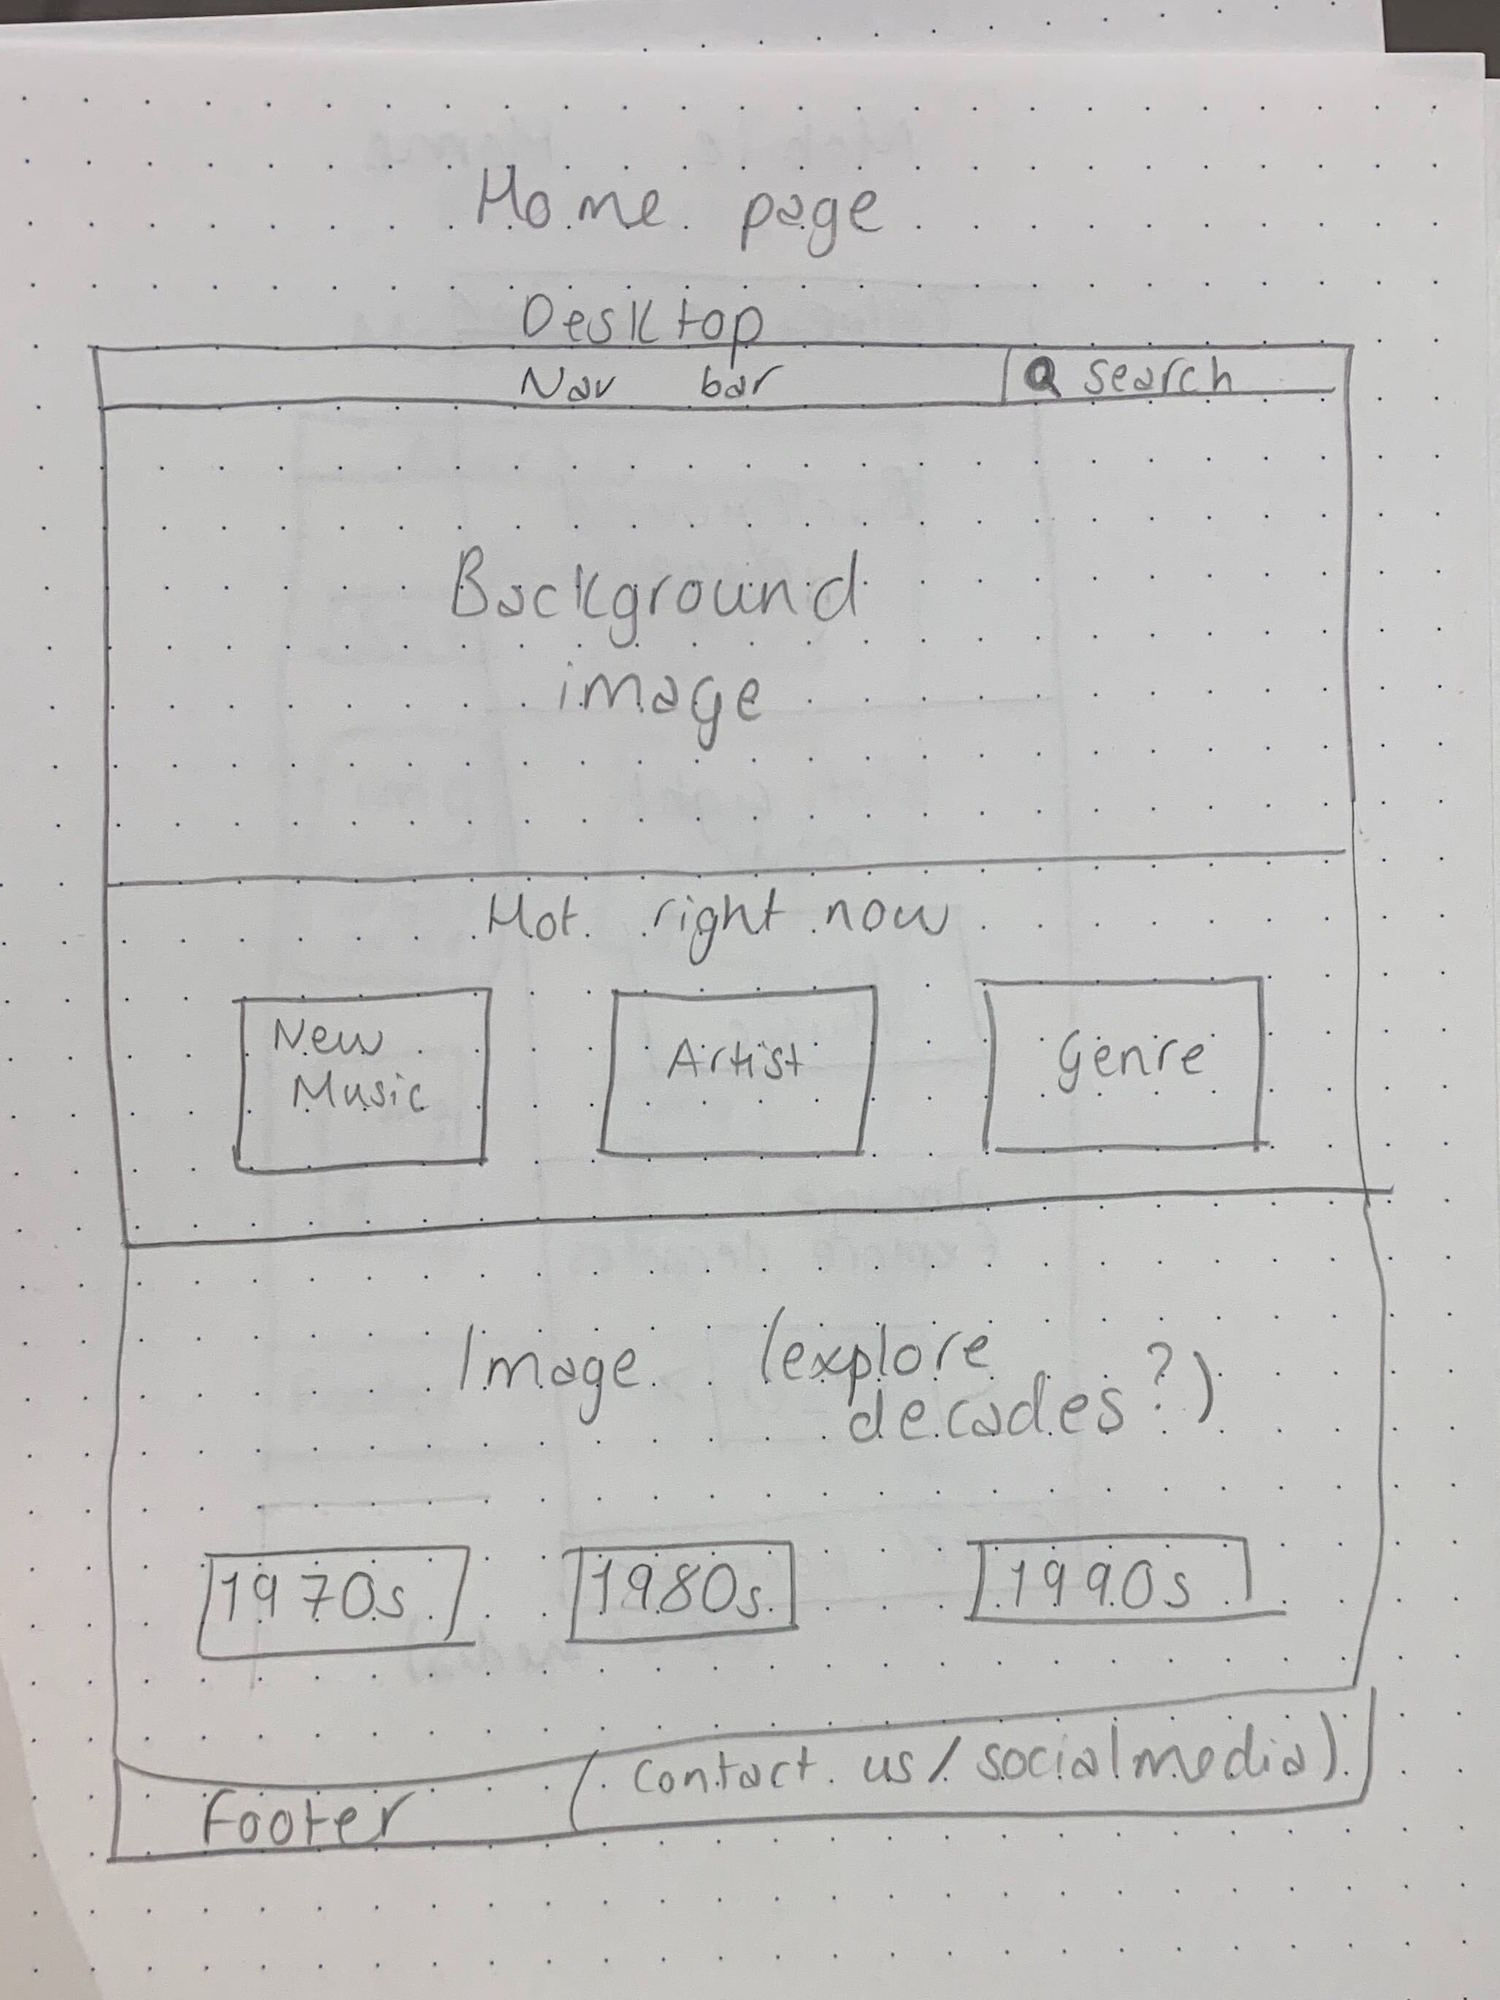 Home page
Desktop
Nav bar
search
Background
image
Hot right now
New
Music
Artist
Genre
Image (explore
decades?)
1970s
1980s
1990s
Footer (contact us/socialmedia)